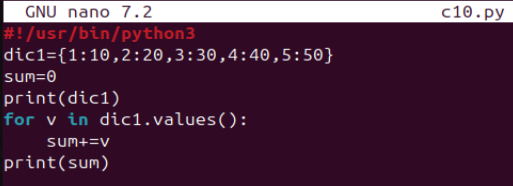 GNU nano 7.2 c10.py
#!/usr/bin/python3
dic1={1:10,2:20,3:30,4:40,5:50}
sum=0
print(dic1)
for v in dic1.values():
    sum+=v
print(sum)